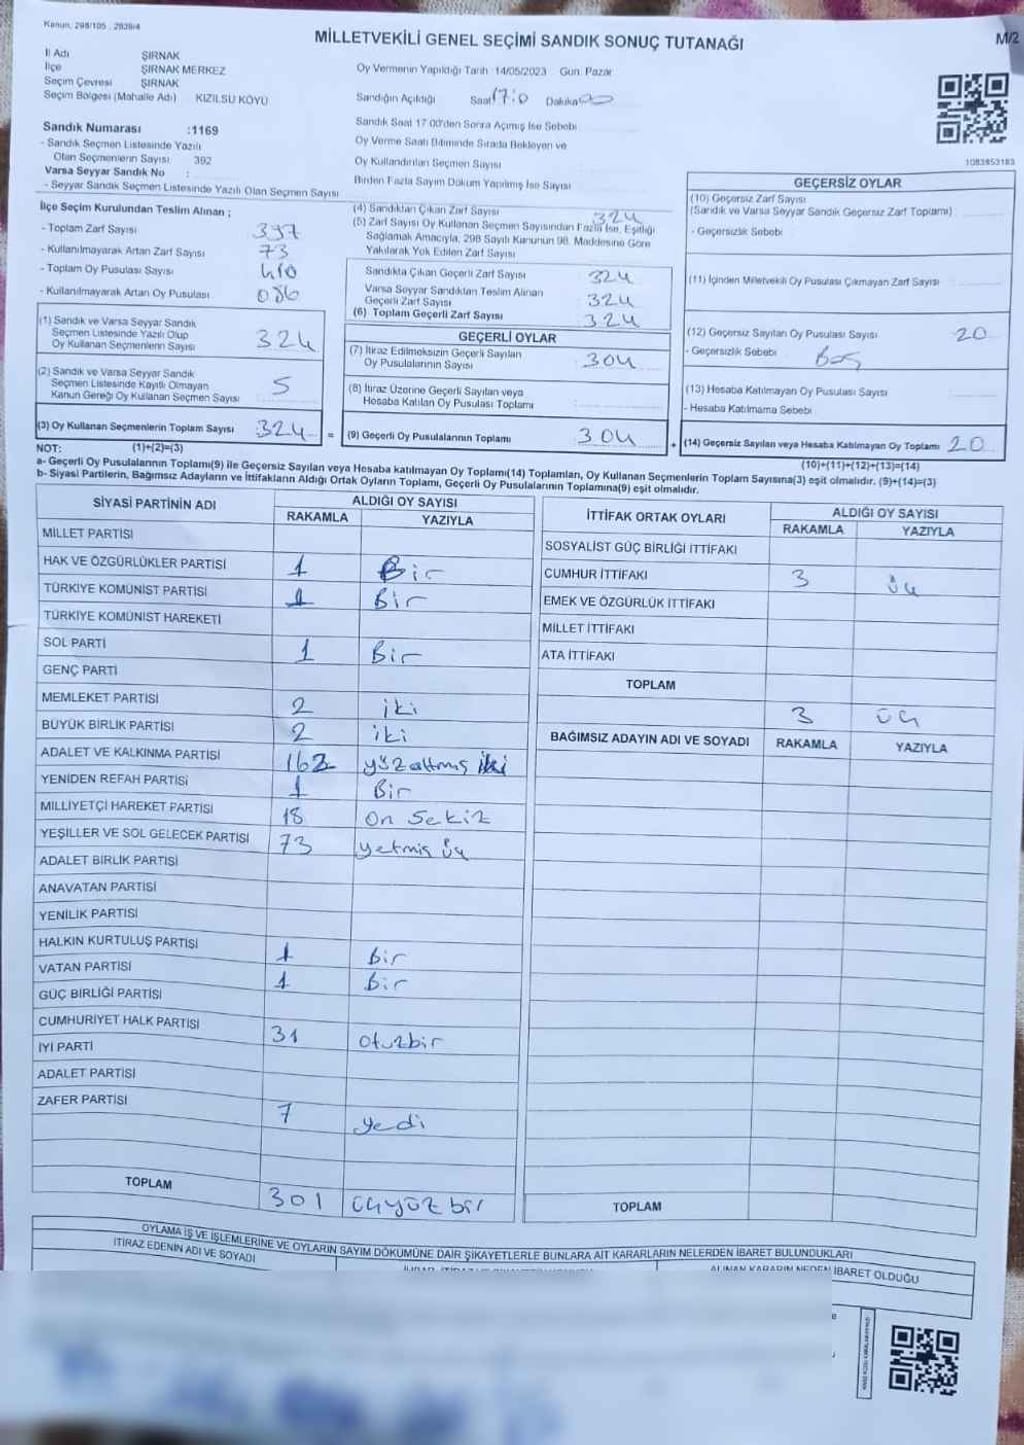 Kanun, 298/105 , 2839/4
MİLLETVEKİLİ GENEL SEÇİMİ SANDIK SONUÇ TUTANAĞI
M/2
İl Adı ŞIRNAK
İlçe ŞIRNAK MERKEZ
Seçim Çevresi ŞIRNAK
Seçim Bölgesi (Mahalle Adı) KIZILSU KÖYÜ
Sandık Numarası :1169
- Sandık Seçmen Listesinde Yazılı
Olan Seçmenlerin Sayısı 392
Varsa Seyyar Sandık No :
- Seyyar Sandık Seçmen Listesinde Yazılı Olan Seçmen Sayısı
Oy Vermenin Yapıldığı Tarih :14/05/2023 Gün: Pazar
Sandığın Açıldığı Saat 17:0 Dakika 00
Sandık Saat 17.00'den Sonra Açılmış İse Sebebi
Oy Verme Saati Bitiminde Sırada Bekleyen ve
Oy Kullandırılan Seçmen Sayısı
Birden Fazla Sayım Döküm Yapılmış İse Sayısı
1083853183
İlçe Seçim Kurulundan Teslim Alınan ;
- Toplam Zarf Sayısı 397
- Kullanılmayarak Artan Zarf Sayısı 73
- Toplam Oy Pusulası Sayısı 410
- Kullanılmayarak Artan Oy Pusulası 086
(1) Sandık ve Varsa Seyyar Sandık
Seçmen Listesinde Yazılı Olup
Oy Kullanan Seçmenlerin Sayısı 324
(2) Sandık ve Varsa Seyyar Sandık
Seçmen Listesinde Kayıtlı Olmayan
Kanun Gereği Oy Kullanan Seçmen Sayısı 5
(3) Oy Kullanan Seçmenlerin Toplam Sayısı 324 =
(4) Sandıktan Çıkan Zarf Sayısı 324
(5) Zarf Sayısı Oy Kullanan Seçmen Sayısından Fazla İse, Eşitliği
Sağlamak Amacıyla, 298 Sayılı Kanunun 98. Maddesine Göre
Yakılarak Yok Edilen Zarf Sayısı
Sandıkta Çıkan Geçerli Zarf Sayısı 324
Varsa Seyyar Sandıktan Teslim Alınan
Geçerli Zarf Sayısı 324
(6) Toplam Geçerli Zarf Sayısı 324
GEÇERLİ OYLAR
(7) İtiraz Edilmeksizin Geçerli Sayılan
Oy Pusulalarının Sayısı 304
(8) İtiraz Üzerine Geçerli Sayılan veya
Hesaba Katılan Oy Pusulası Toplamı
(9) Geçerli Oy Pusulalarının Toplamı 304 +
GEÇERSİZ OYLAR
(10) Geçersiz Zarf Sayısı
(Sandık ve Varsa Seyyar Sandık Geçersiz Zarf Toplamı)
- Geçersizlik Sebebi
(11) İçinden Milletvekili Oy Pusulası Çıkmayan Zarf Sayısı
(12) Geçersiz Sayılan Oy Pusulası Sayısı 20
- Geçersizlik Sebebi Boş
(13) Hesaba Katılmayan Oy Pusulası Sayısı
- Hesaba Katılmama Sebebi
(14) Geçersiz Sayılan veya Hesaba Katılmayan Oy Toplamı 20
NOT: (1)+(2)=(3) (10)+(11)+(12)+(13)=(14)
a- Geçerli Oy Pusulalarının Toplamı(9) ile Geçersiz Sayılan veya Hesaba katılmayan Oy Toplamı(14) Toplamları, Oy Kullanan Seçmenlerin Toplam Sayısına(3) eşit olmalıdır. (9)+(14)=(3)
b- Siyasi Partilerin, Bağımsız Adayların ve İttifakların Aldığı Ortak Oyların Toplamı, Geçerli Oy Pusulalarının Toplamına(9) eşit olmalıdır.
SİYASİ PARTİNİN ADI ALDIĞI OY SAYISI
RAKAMLA YAZIYLA
MİLLET PARTİSİ
HAK VE ÖZGÜRLÜKLER PARTİSİ 1 Bir
TÜRKİYE KOMÜNİST PARTİSİ 1 Bir
TÜRKİYE KOMÜNİST HAREKETİ
SOL PARTİ 1 Bir
GENÇ PARTİ
MEMLEKET PARTİSİ 2 iki
BÜYÜK BİRLİK PARTİSİ 2 iki
ADALET VE KALKINMA PARTİSİ 162 yüzaltmış iki
YENİDEN REFAH PARTİSİ 1 Bir
MİLLİYETÇİ HAREKET PARTİSİ 18 on sekiz
YEŞİLLER VE SOL GELECEK PARTİSİ 73 yetmiş üç
ADALET BİRLİK PARTİSİ
ANAVATAN PARTİSİ
YENİLİK PARTİSİ
HALKIN KURTULUŞ PARTİSİ 1 Bir
VATAN PARTİSİ 1 Bir
GÜÇ BİRLİĞİ PARTİSİ
CUMHURİYET HALK PARTİSİ 31 otuzbir
İYİ PARTİ
ADALET PARTİSİ
ZAFER PARTİSİ 7 yedi
TOPLAM 301 üçyüz bir
İTTİFAK ORTAK OYLARI ALDIĞI OY SAYISI
RAKAMLA YAZIYLA
SOSYALİST GÜÇ BİRLİĞİ İTTİFAKI
CUMHUR İTTİFAKI 3 üç
EMEK VE ÖZGÜRLÜK İTTİFAKI
MİLLET İTTİFAKI
ATA İTTİFAKI
TOPLAM 3 üç
BAĞIMSIZ ADAYIN ADI VE SOYADI RAKAMLA YAZIYLA
TOPLAM
OYLAMA İŞ VE İŞLEMLERİNE VE OYLARIN SAYIM DÖKÜMÜNE DAİR ŞİKAYETLERLE BUNLARA AİT KARARLARIN NELERDEN İBARET BULUNDUKLARI
İTİRAZ EDENİN ADI VE SOYADI
ALINAN KARARIN NEDEN İBARET OLDUĞU